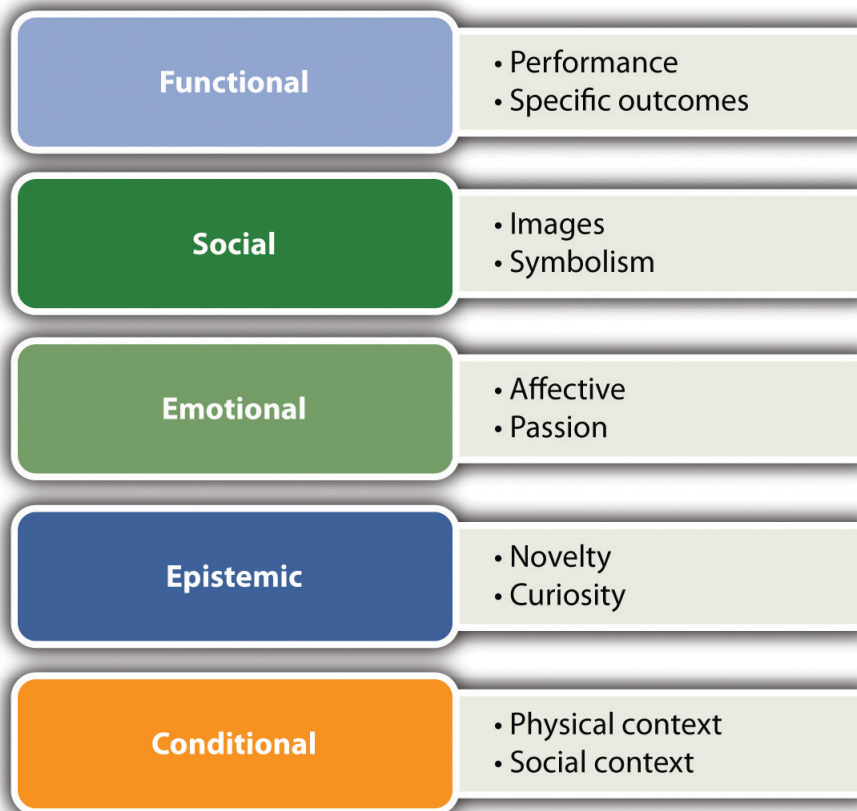 Functional
• Performance
• Specific outcomes
Social
• Images
• Symbolism
Emotional
• Affective
• Passion
Epistemic
• Novelty
• Curiosity
Conditional
• Physical context
• Social context